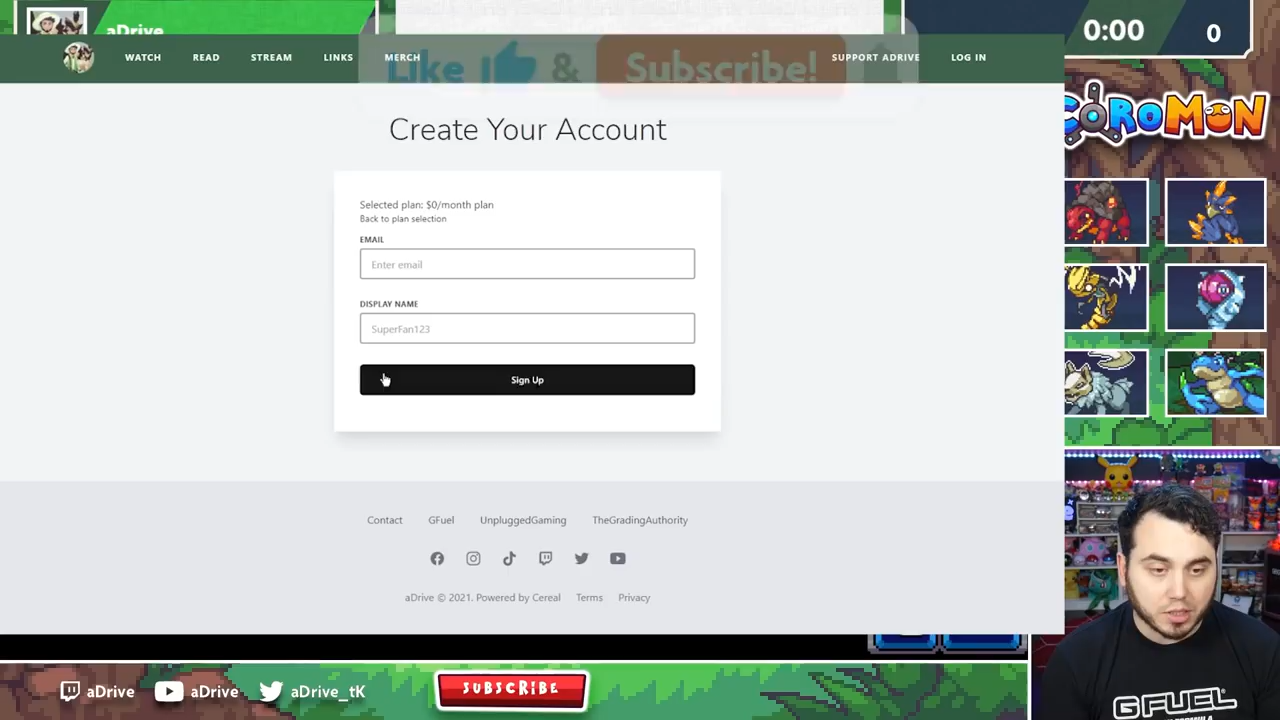 aDrive
0:00
0
WATCH
READ
STREAM
LINKS
MERCH
Like & Subscribe!
SUPPORT ADRIVE
LOG IN
COROMON
Create Your Account
Selected plan: $0/month plan
Back to plan selection
EMAIL
Enter email
DISPLAY NAME
SuperFan123
Sign Up
Contact
GFuel
UnpluggedGaming
TheGradingAuthority
aDrive © 2021. Powered by Cereal
Terms
Privacy
aDrive
aDrive
aDrive_tK
SUBSCRIBE
G FUEL